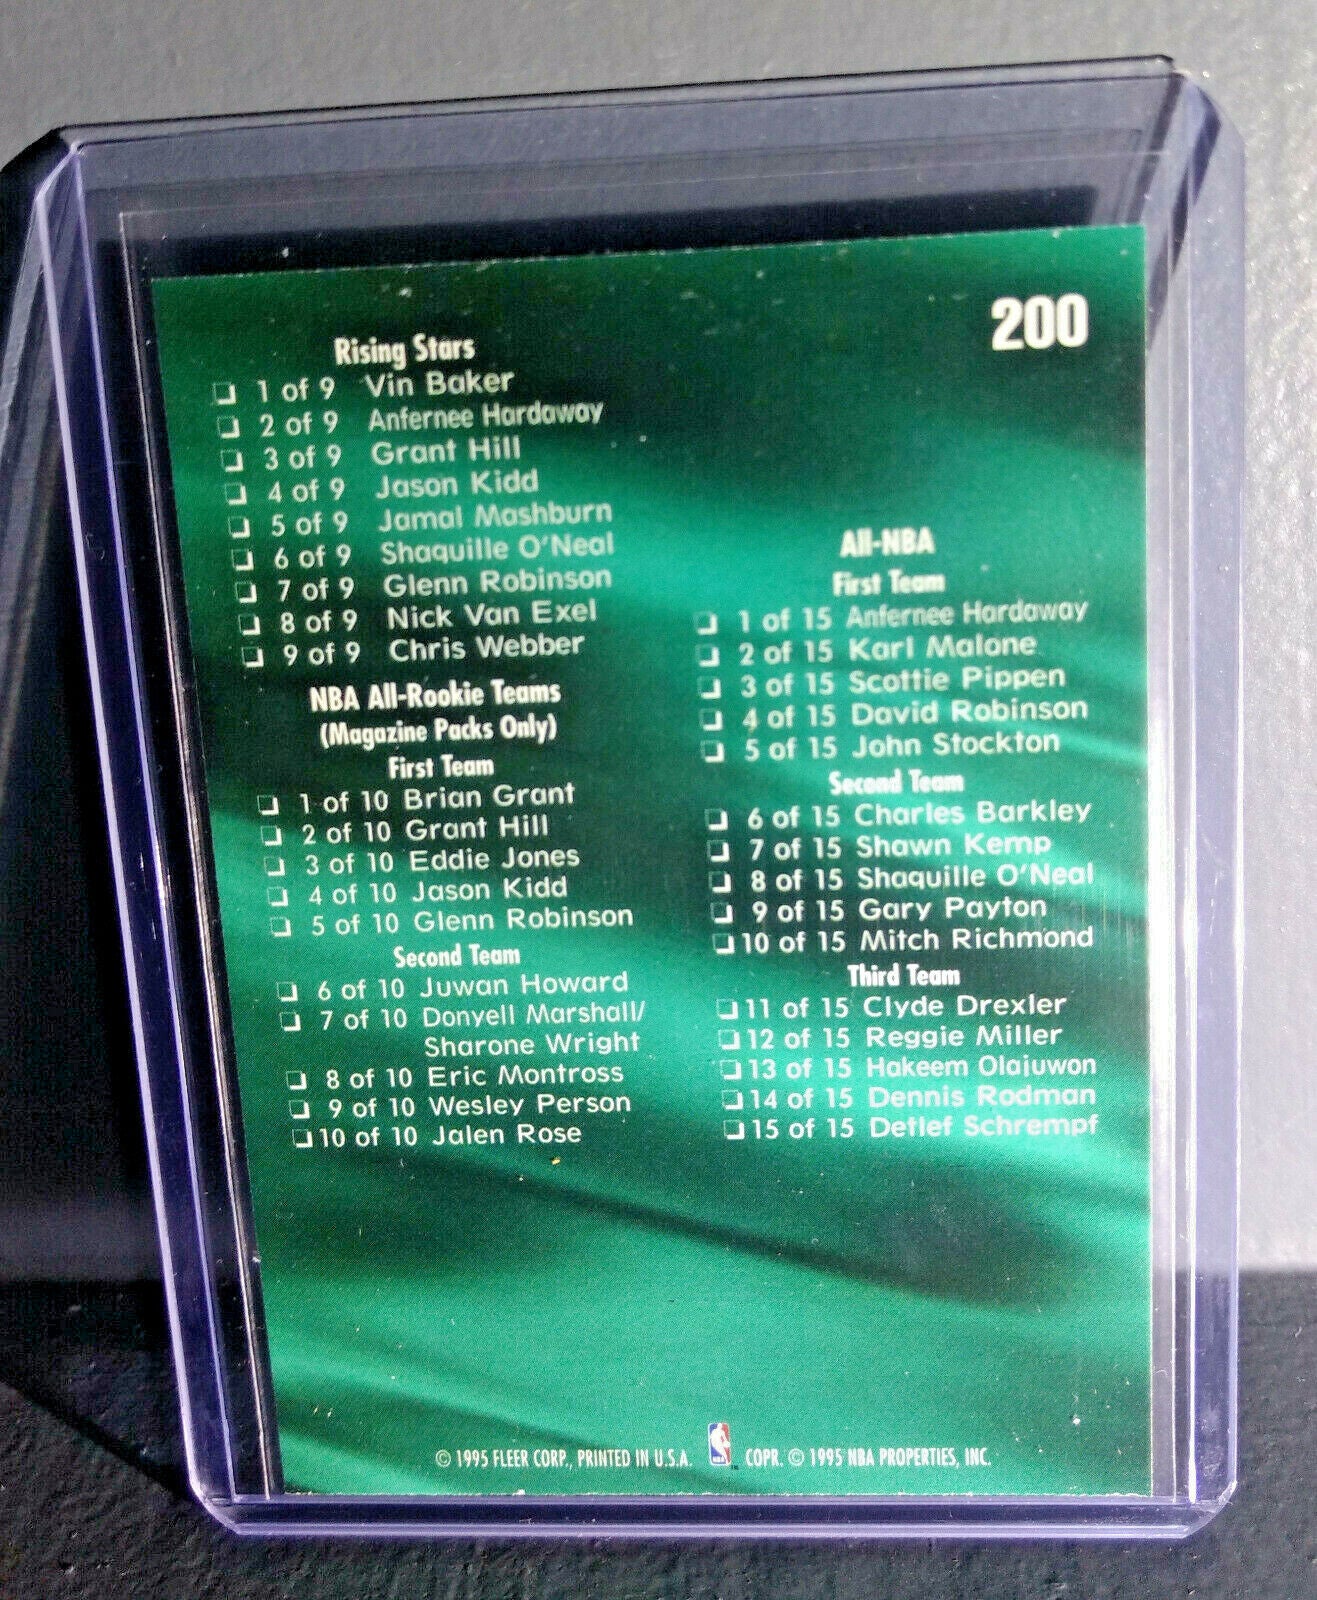 200
Rising Stars
1 of 9 Vin Baker
2 of 9 Anfernee Hardaway
3 of 9 Grant Hill
4 of 9 Jason Kidd
5 of 9 Jamal Mashburn
6 of 9 Shaquille O'Neal
7 of 9 Glenn Robinson
8 of 9 Nick Van Exel
9 of 9 Chris Webber
NBA All-Rookie Teams
(Magazine Packs Only)
First Team
1 of 10 Brian Grant
2 of 10 Grant Hill
3 of 10 Eddie Jones
4 of 10 Jason Kidd
5 of 10 Glenn Robinson
Second Team
6 of 10 Juwan Howard
7 of 10 Donyell Marshall/
Sharone Wright
8 of 10 Eric Montross
9 of 10 Wesley Person
10 of 10 Jalen Rose
All-NBA
First Team
1 of 15 Anfernee Hardaway
2 of 15 Karl Malone
3 of 15 Scottie Pippen
4 of 15 David Robinson
5 of 15 John Stockton
Second Team
6 of 15 Charles Barkley
7 of 15 Shawn Kemp
8 of 15 Shaquille O'Neal
9 of 15 Gary Payton
10 of 15 Mitch Richmond
Third Team
11 of 15 Clyde Drexler
12 of 15 Reggie Miller
13 of 15 Hakeem Olajuwon
14 of 15 Dennis Rodman
15 of 15 Detlef Schrempf
© 1995 FLEER CORP., PRINTED IN U.S.A. NBA COPR. © 1995 NBA PROPERTIES, INC.